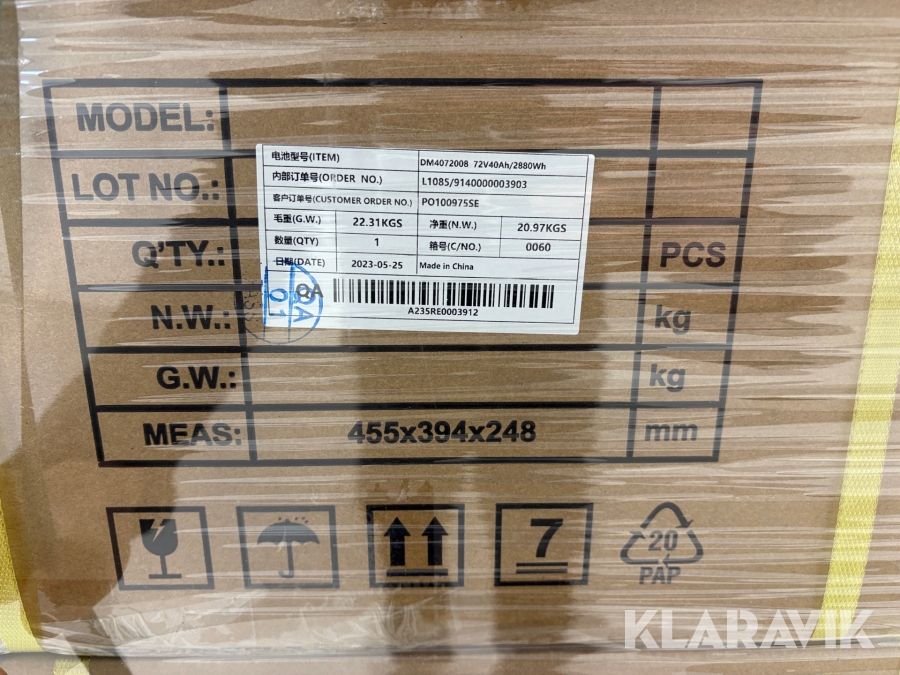 MODEL:
LOT NO.:
Q'TY.: PCS
N.W.: kg
G.W.: kg
MEAS: 455x394x248 mm
电池型号(ITEM) DM4072008 72V40Ah/2880Wh
内部订单号(ORDER NO.) L1085/9140000003903
客户订单号(CUSTOMER ORDER NO.) PO100975SE
毛重(G.W.) 22.31KGS 净重(N.W.) 20.97KGS
数量(QTY) 1 箱号(C/NO.) 0060
日期(DATE) 2023-05-25 Made in China
QA
QA
01
A235RE0003912
7
20
PAP
KLARAVIK